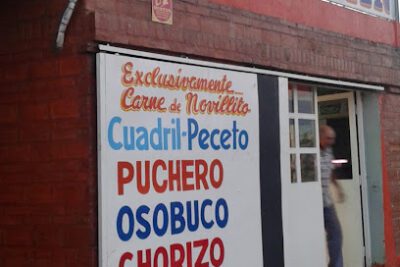 Exclusivamente...
Carne de Novillito
Cuadril-Peceto
PUCHERO
OSOBUCO
CHORIZO